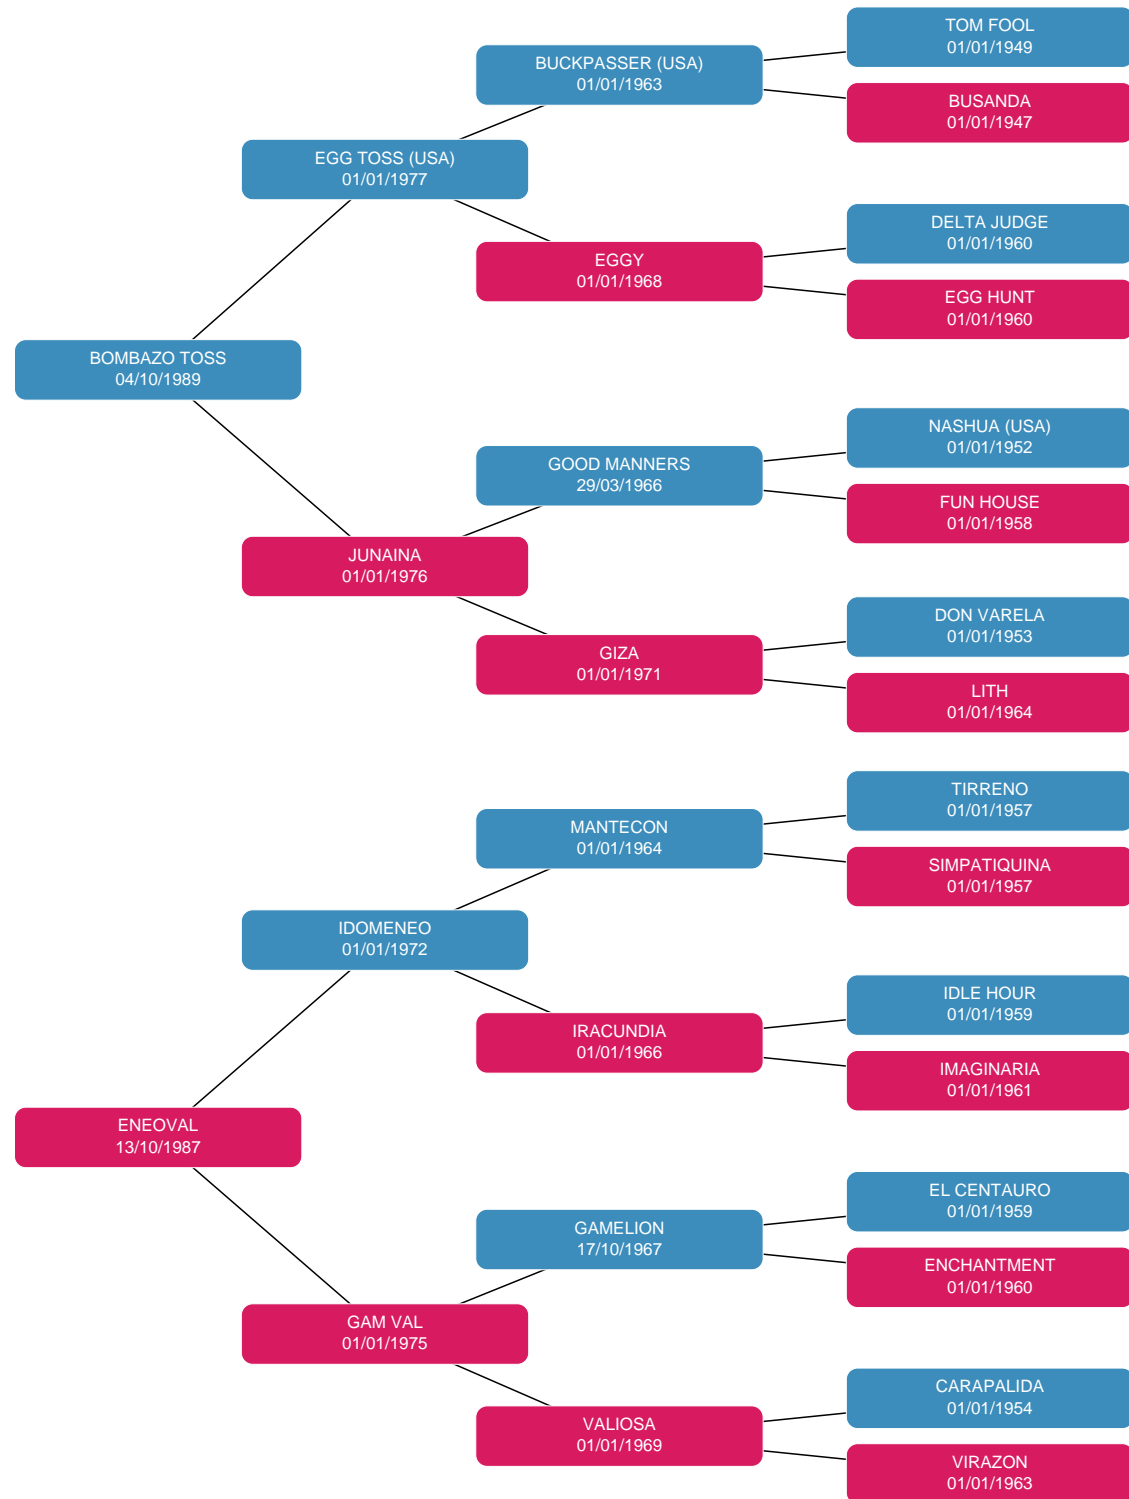 TOM FOOL
01/01/1949
BUCKPASSER (USA)
01/01/1963
BUSANDA
01/01/1947
EGG TOSS (USA)
01/01/1977
DELTA JUDGE
01/01/1960
EGGY
01/01/1968
EGG HUNT
01/01/1960
BOMBAZO TOSS
04/10/1989
NASHUA (USA)
01/01/1952
GOOD MANNERS
29/03/1966
FUN HOUSE
01/01/1958
JUNAINA
01/01/1976
DON VARELA
01/01/1953
GIZA
01/01/1971
LITH
01/01/1964
TIRRENO
01/01/1957
MANTECON
01/01/1964
SIMPATIQUINA
01/01/1957
IDOMENEO
01/01/1972
IDLE HOUR
01/01/1959
IRACUNDIA
01/01/1966
IMAGINARIA
01/01/1961
ENEOVAL
13/10/1987
EL CENTAURO
01/01/1959
GAMELION
17/10/1967
ENCHANTMENT
01/01/1960
GAM VAL
01/01/1975
CARAPALIDA
01/01/1954
VALIOSA
01/01/1969
VIRAZON
01/01/1963